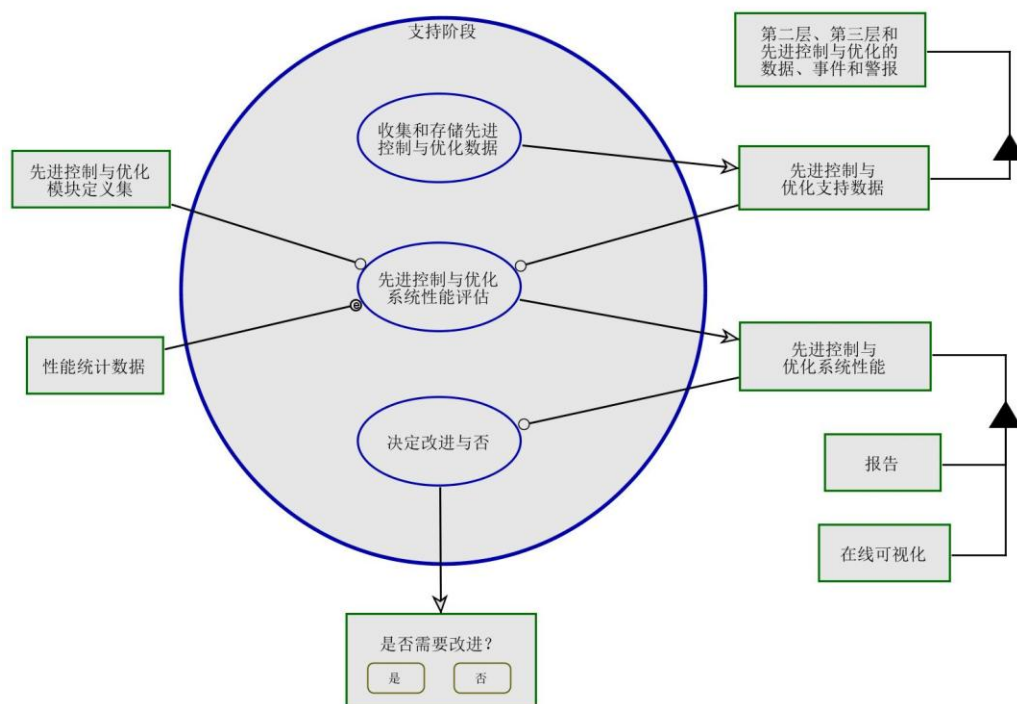 支持阶段
第二层、第三层和
先进控制与优化的
数据、事件和警报
收集和存储先进
控制与优化数据
先进控制与优化
模块定义集
先进控制与
优化支持数据
先进控制与优化
系统性能评估
e
性能统计数据
先进控制与
优化系统性能
决定改进与否
报告
在线可视化
是否需要改进？
是
否